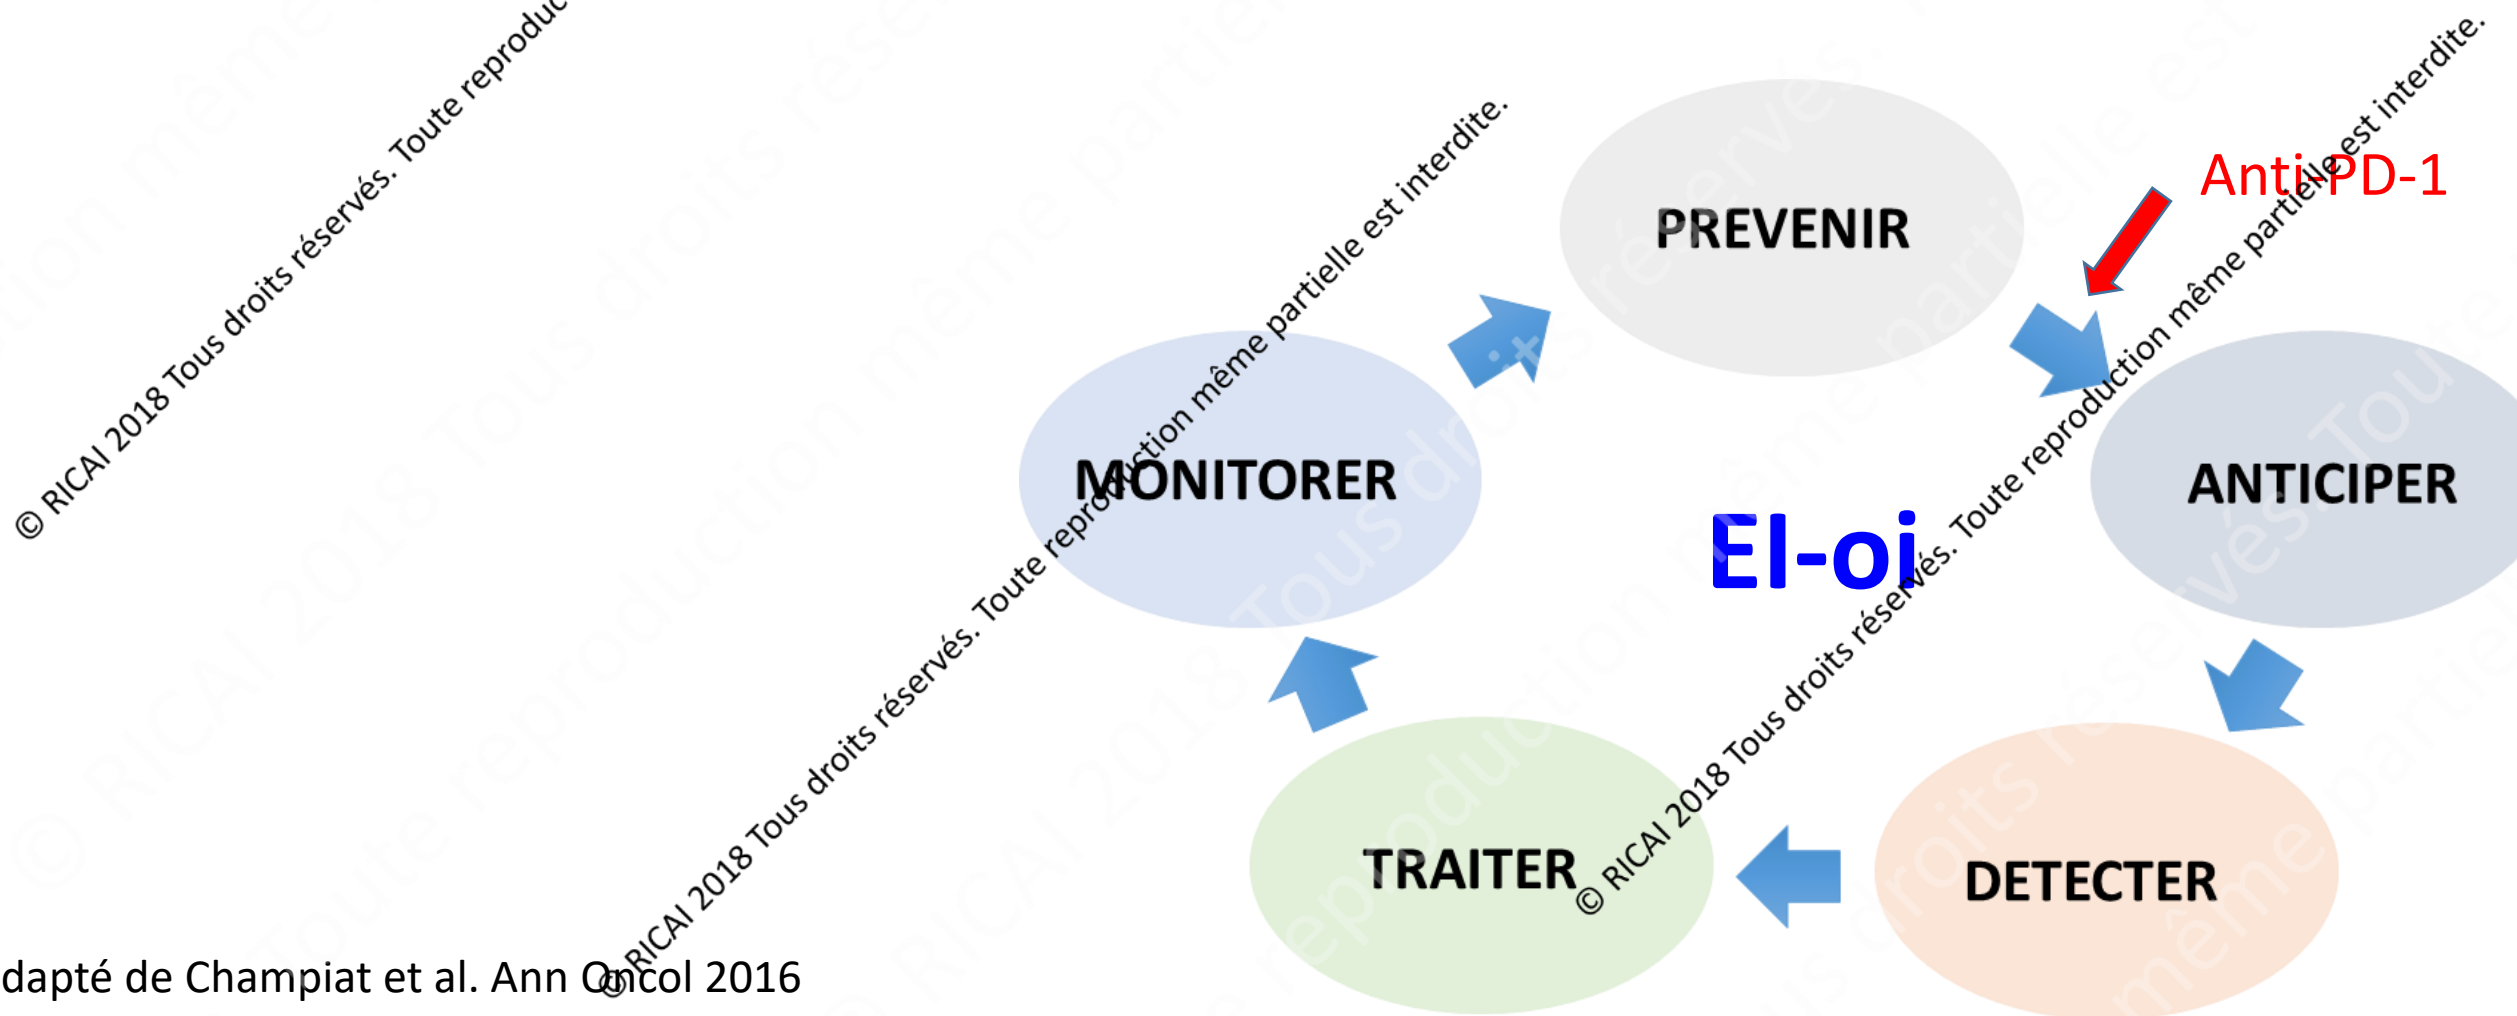 © RICAI 2018 Tous droits réservés. Toute reproduc
© RICAI 2018 Tous droits réservés. Toute reproduction même partielle est interdite.
© RICAI 2018 Tous droits réservés. Toute reproduction même partielle est interdite.
PREVENIR
Anti-PD-1
MONITORER
ANTICIPER
EI-oi
TRAITER
DETECTER
dapté de Champiat et al. Ann Oncol 2016